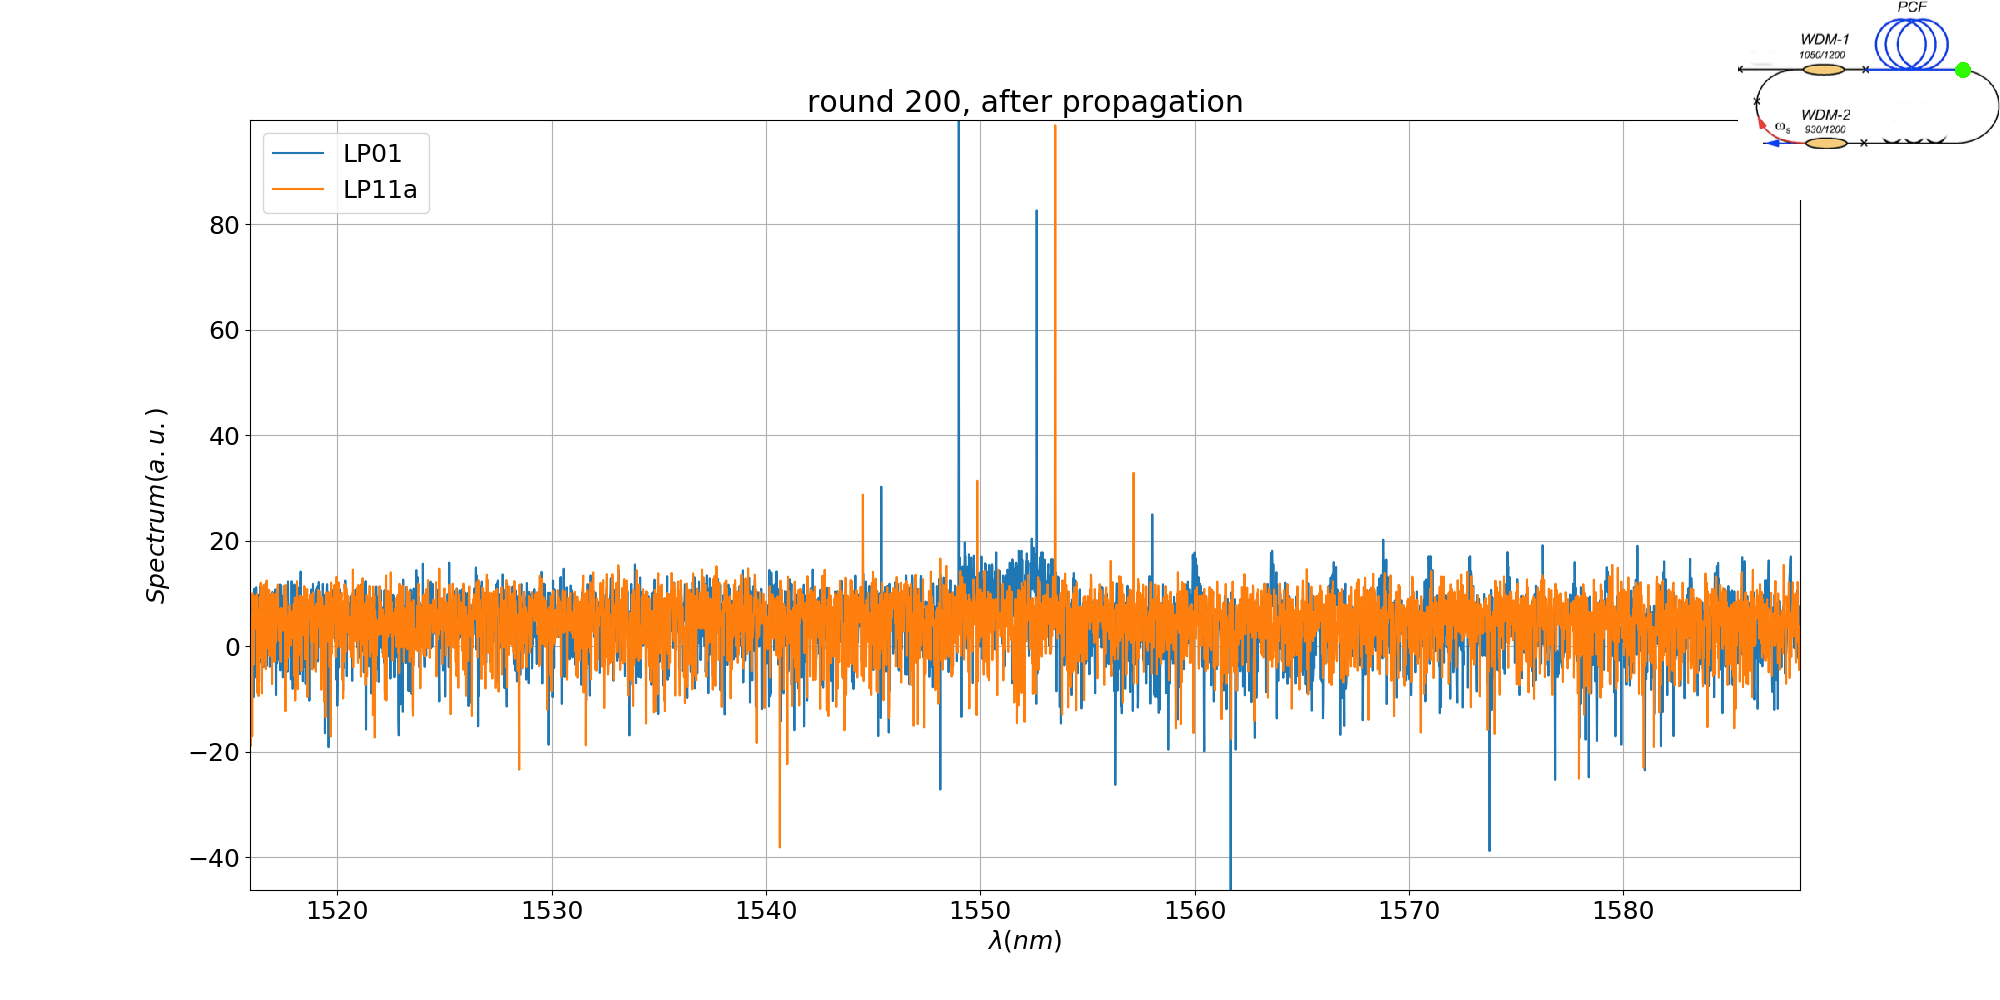 PCF
WDM-1
1050/1200
WDM-2
930/1200
ωs
round 200, after propagation
LP01
LP11a
80
60
40
20
0
−20
−40
Spectrum(a. u. )
1520 1530 1540 1550 1560 1570 1580
λ(nm)